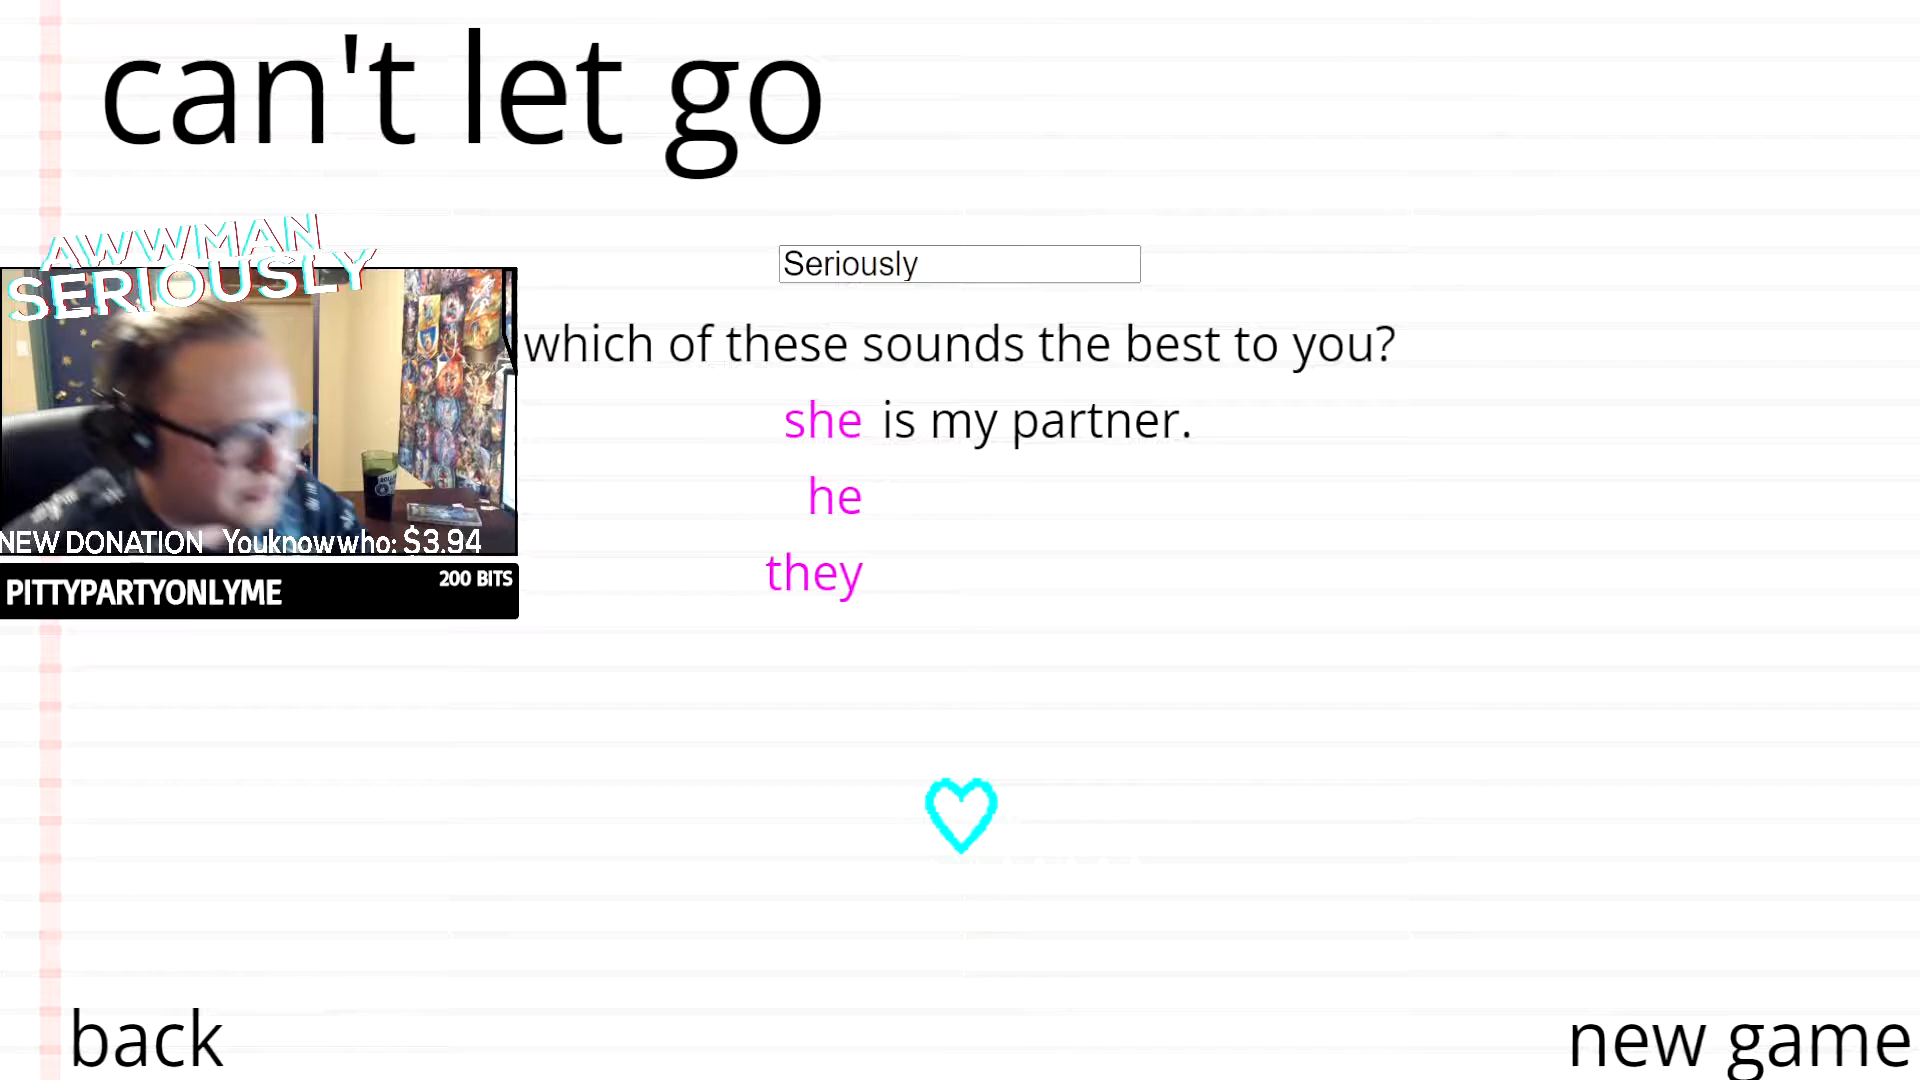 can't let go
AWWMAN
SERIOUSLY
Seriously
which of these sounds the best to you?
she is my partner.
he
they
NEW DONATION Youknowwho: $3.94
PITTYPARTYONLYME 200 BITS
back
new game